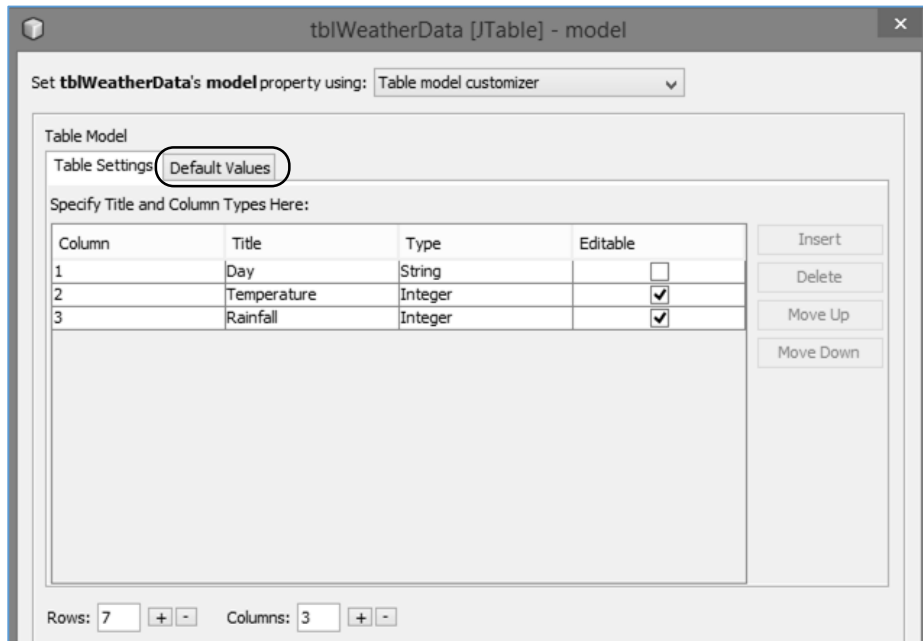 tblWeatherData [JTable] - model
Set tblWeatherData's model property using: Table model customizer
Table Model
Table Settings Default Values
Specify Title and Column Types Here:
Column Title Type Editable Insert
1 Day String Delete
2 Temperature Integer
3 Rainfall Integer Move Up
Move Down
Rows: 7 + - Columns: 3 + -